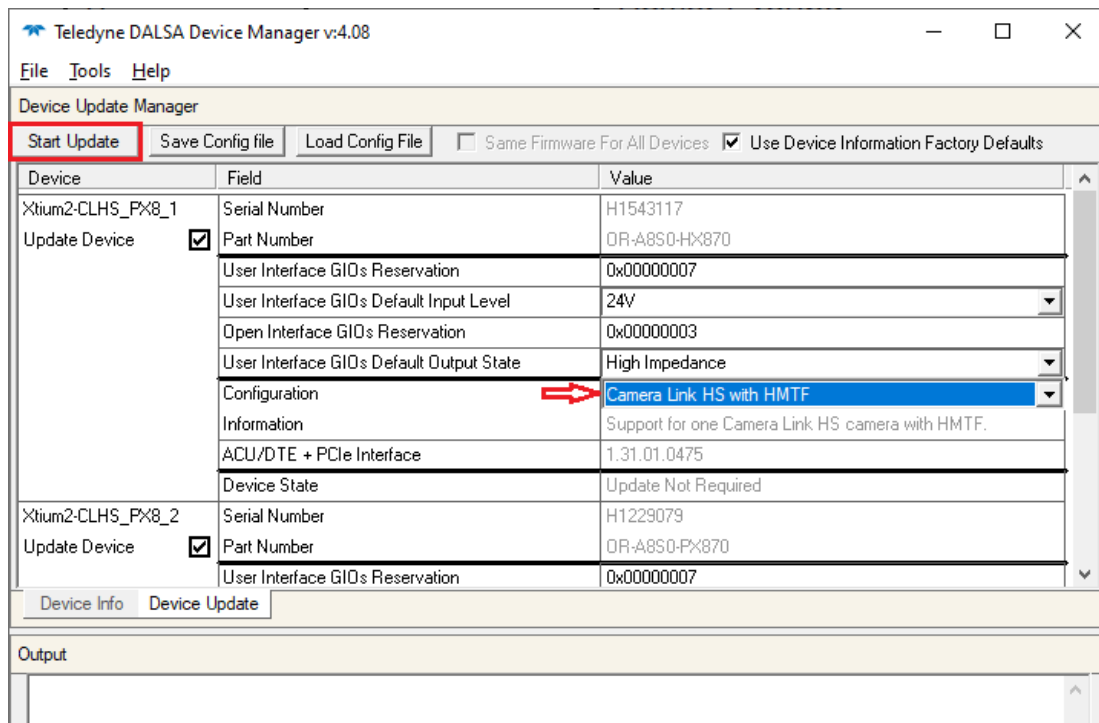 Teledyne DALSA Device Manager v:4.08
File Tools Help
Device Update Manager
Start Update Save Config file Load Config File Same Firmware For All Devices Use Device Information Factory Defaults
Device Field Value
Xtium2-CLHS_PX8_1 Serial Number H1543117
Update Device Part Number OR-A8S0-HX870
User Interface GIOs Reservation 0x00000007
User Interface GIOs Default Input Level 24V
Open Interface GIOs Reservation 0x00000003
User Interface GIOs Default Output State High Impedance
Configuration Camera Link HS with HMTF
Information Support for one Camera Link HS camera with HMTF.
ACU/DTE + PCIe Interface 1.31.01.0475
Device State Update Not Required
Xtium2-CLHS_PX8_2 Serial Number H1229079
Update Device Part Number OR-A8S0-PX870
User Interface GIOs Reservation 0x00000007
Device Info Device Update
Output